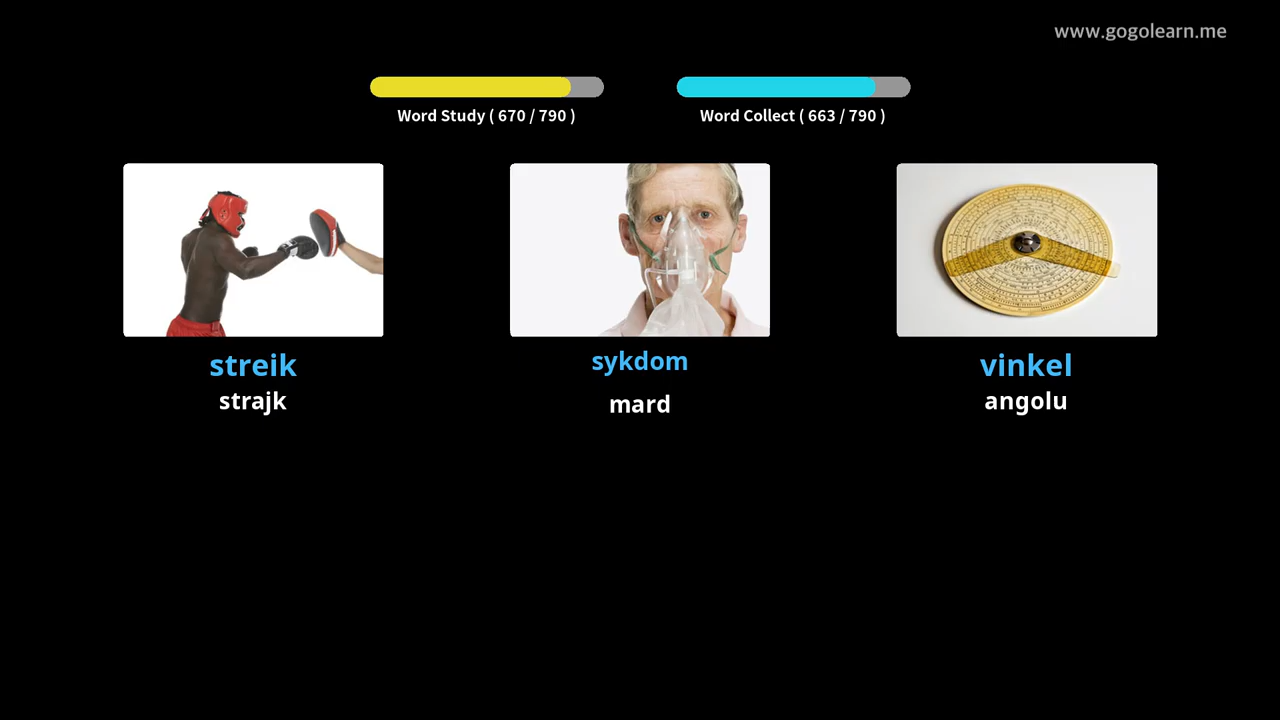 www.gogolearn.me
Word Study ( 670 / 790 )
Word Collect ( 663 / 790 )
streik
strajk
sykdom
mard
vinkel
angolu